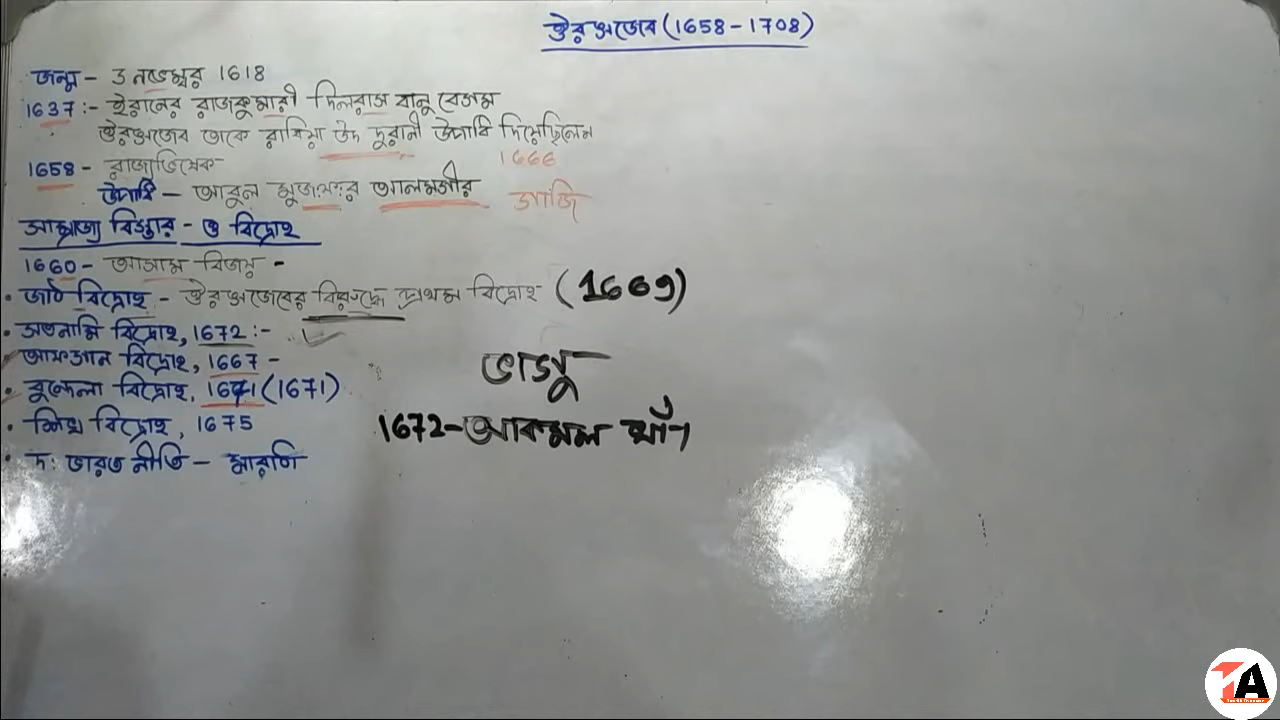 ঔরঙ্গজেব (1658-1708)
জন্ম - 3 নভেম্বর 1618
1637:- ইরানের রাজকুমারী দিলরাস বানু বেগম
ঔরঙ্গজেব তাকে রাবিয়া উদ দুরানী উপাধি দিয়েছিলেন
1658 - রাজ্যাভিষেক 1666
উপাধি - আবুল মুজাফফর আলমগীর গাজি
সাম্রাজ্য বিস্তার - ও বিদ্রোহ
1660 - আসাম বিজয় -
· জাঠ বিদ্রোহ - ঔরঙ্গজেবের বিরুদ্ধে প্রথম বিদ্রোহ (1669)
· সতনামি বিদ্রোহ, 1672:-
আফগান বিদ্রোহ, 1667 - ভাগু
· বুন্দেলা বিদ্রোহ, 1671 (1671)
· শিখ বিদ্রোহ, 1675 1672-আকমল খাঁ
· দ: ভারত নীতি - সারণি